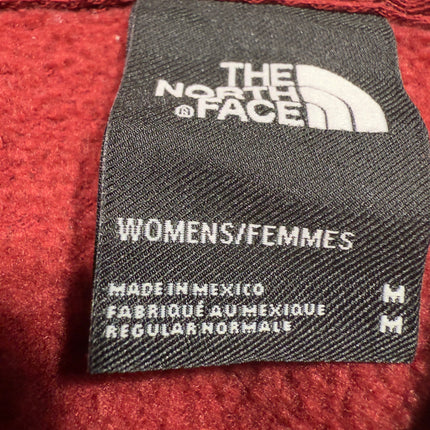 THE
NORTH
FACE
WOMENS/FEMMES
MADE IN MEXICO M
FABRIQUÉ AU MEXIQUE M
REGULAR NORMALE